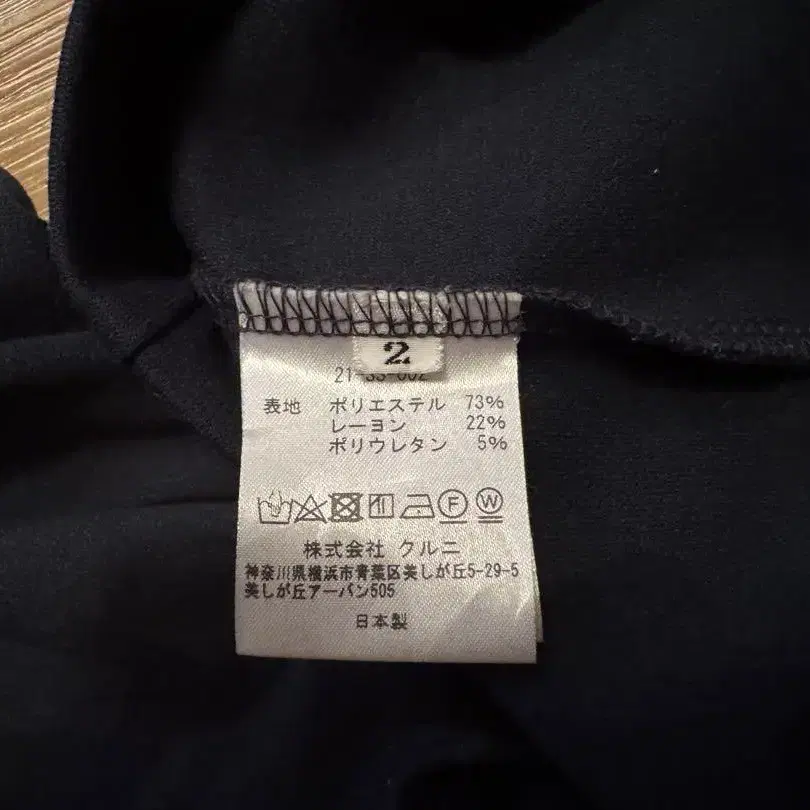 2
表地 ポリエステル 73%
レーヨン 22%
ポリウレタン 5%
F W
株式会社 クルニ
神奈川県横浜市青葉区美しが丘5-29-5
美しが丘アーバン505
日本製